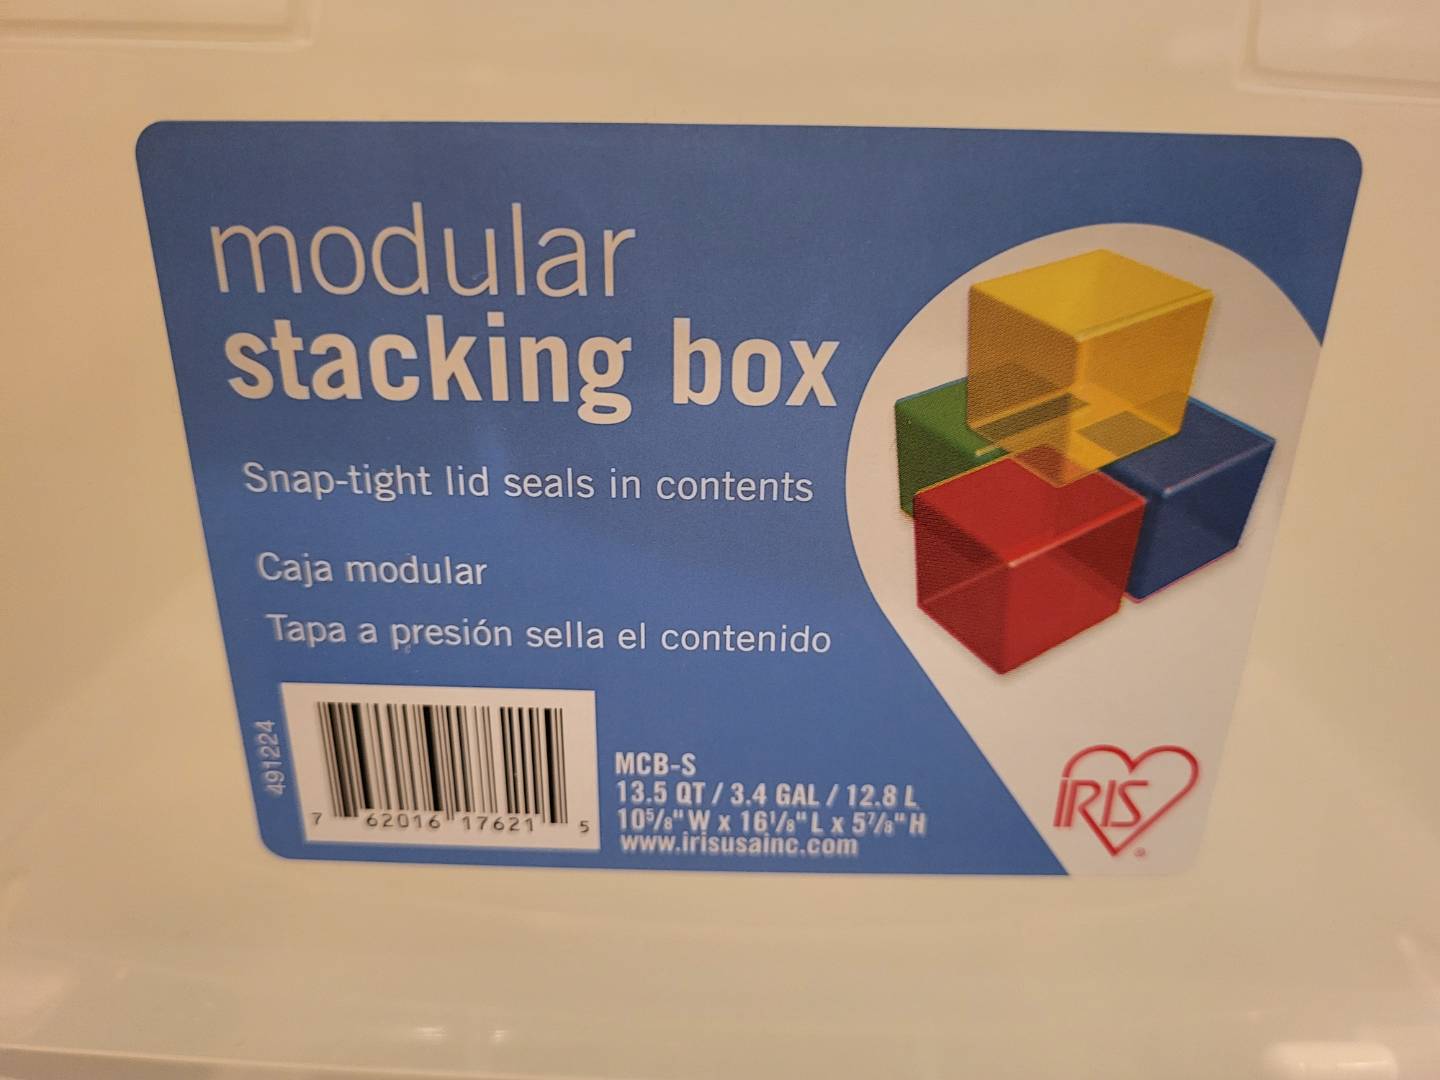 modular
stacking box
Snap-tight lid seals in contents
Caja modular
Tapa a presión sella el contenido
491224
7 62016 17621 5
MCB-S
13.5 QT / 3.4 GAL / 12.8 L
10⁵/₈" W x 16¹/₈" L x 5⁷/₈" H
www.irisusainc.com
IRIS
®